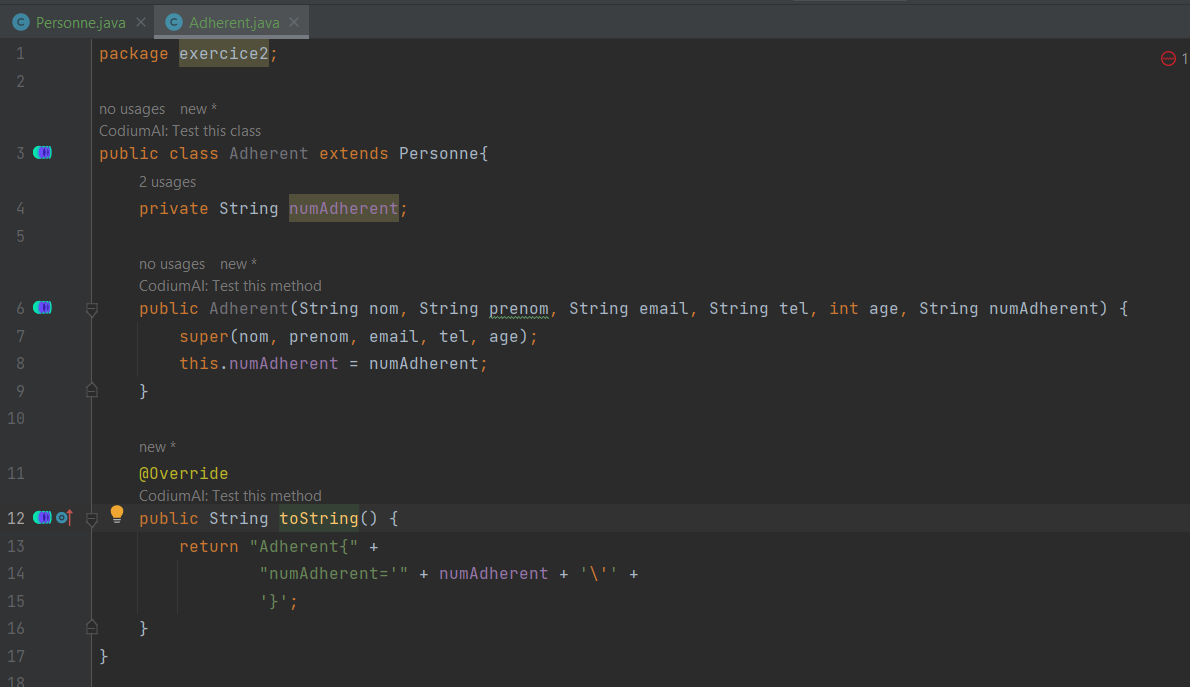 Personne.java Adherent.java
1 package exercice2; 1
2
no usages new *
CodiumAI: Test this class
3 public class Adherent extends Personne{
2 usages
4 private String numAdherent;
5
no usages new *
CodiumAI: Test this method
6 public Adherent(String nom, String prenom, String email, String tel, int age, String numAdherent) {
7 super(nom, prenom, email, tel, age);
8 this.numAdherent = numAdherent;
9 }
10
new *
11 @Override
CodiumAI: Test this method
12 public String toString() {
13 return "Adherent{" +
14 "numAdherent='" + numAdherent + '\'' +
15 '}';
16 }
17 }
18